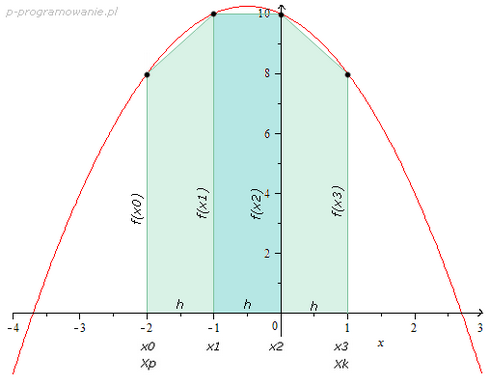 p-programowanie.pl
10
8
6
4
2
f(x0)
f(x1)
f(x2)
f(x3)
h
h
h
-4
-3
-2
-1
0
1
2
3
x0
x1
x2
x3
x
Xp
Xk